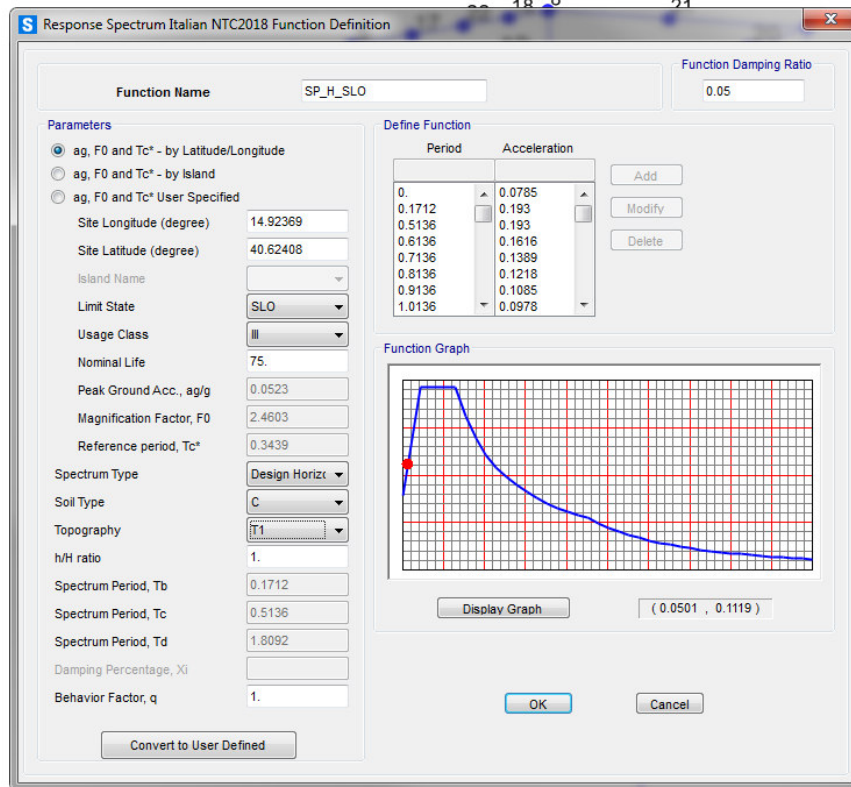 18
21
S Response Spectrum Italian NTC2018 Function Definition
Function Damping Ratio
Function Name SP_H_SLO
0.05
Parameters
ag, F0 and Tc* - by Latitude/Longitude
ag, F0 and Tc* - by Island
ag, F0 and Tc* User Specified
Site Longitude (degree) 14.92369
Site Latitude (degree) 40.62408
Island Name
Limit State SLO
Usage Class III
Nominal Life 75.
Peak Ground Acc., ag/g 0.0523
Magnification Factor, F0 2.4603
Reference period, Tc* 0.3439
Spectrum Type Design Horizo
Soil Type C
Topography T1
h/H ratio 1.
Spectrum Period, Tb 0.1712
Spectrum Period, Tc 0.5136
Spectrum Period, Td 1.8092
Damping Percentage, Xi
Behavior Factor, q 1.
Convert to User Defined
Define Function
Period Acceleration
0. 0.0785
0.1712 0.193
0.5136 0.193
0.6136 0.1616
0.7136 0.1389
0.8136 0.1218
0.9136 0.1085
1.0136 0.0978
Add
Modify
Delete
Function Graph
Display Graph
( 0.0501 , 0.1119 )
OK
Cancel